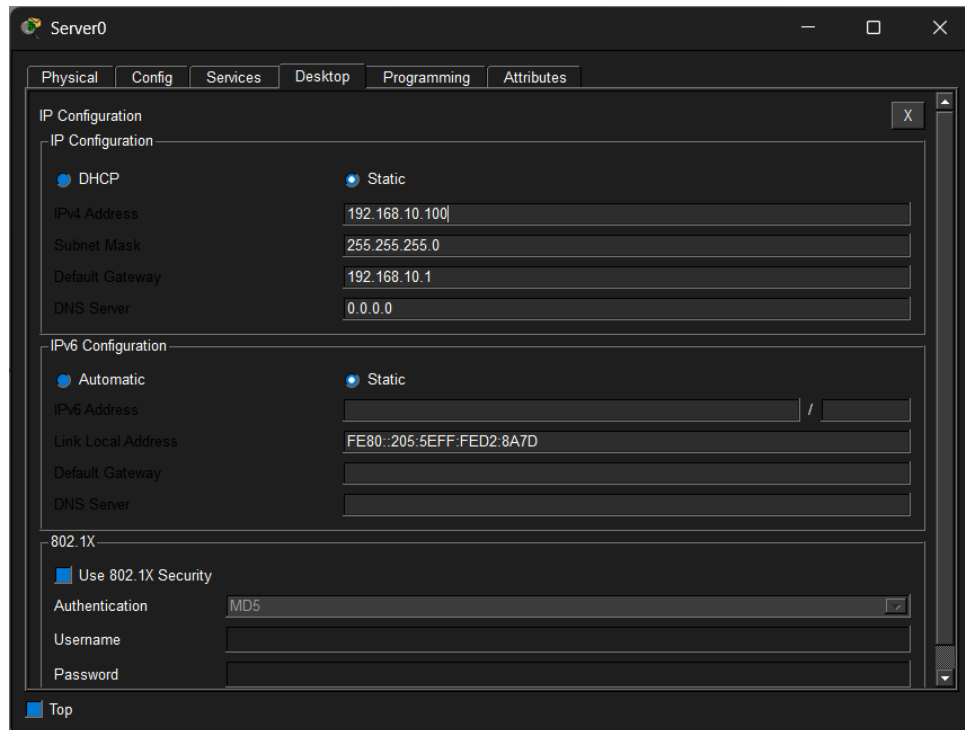 Server0
Physical Config Services Desktop Programming Attributes
IP Configuration X
IP Configuration
DHCP Static
IPv4 Address 192.168.10.100
Subnet Mask 255.255.255.0
Default Gateway 192.168.10.1
DNS Server 0.0.0.0
IPv6 Configuration
Automatic Static
IPv6 Address /
Link Local Address FE80::205:5EFF:FED2:8A7D
Default Gateway
DNS Server
802.1X
Use 802.1X Security
Authentication MD5
Username
Password
Top